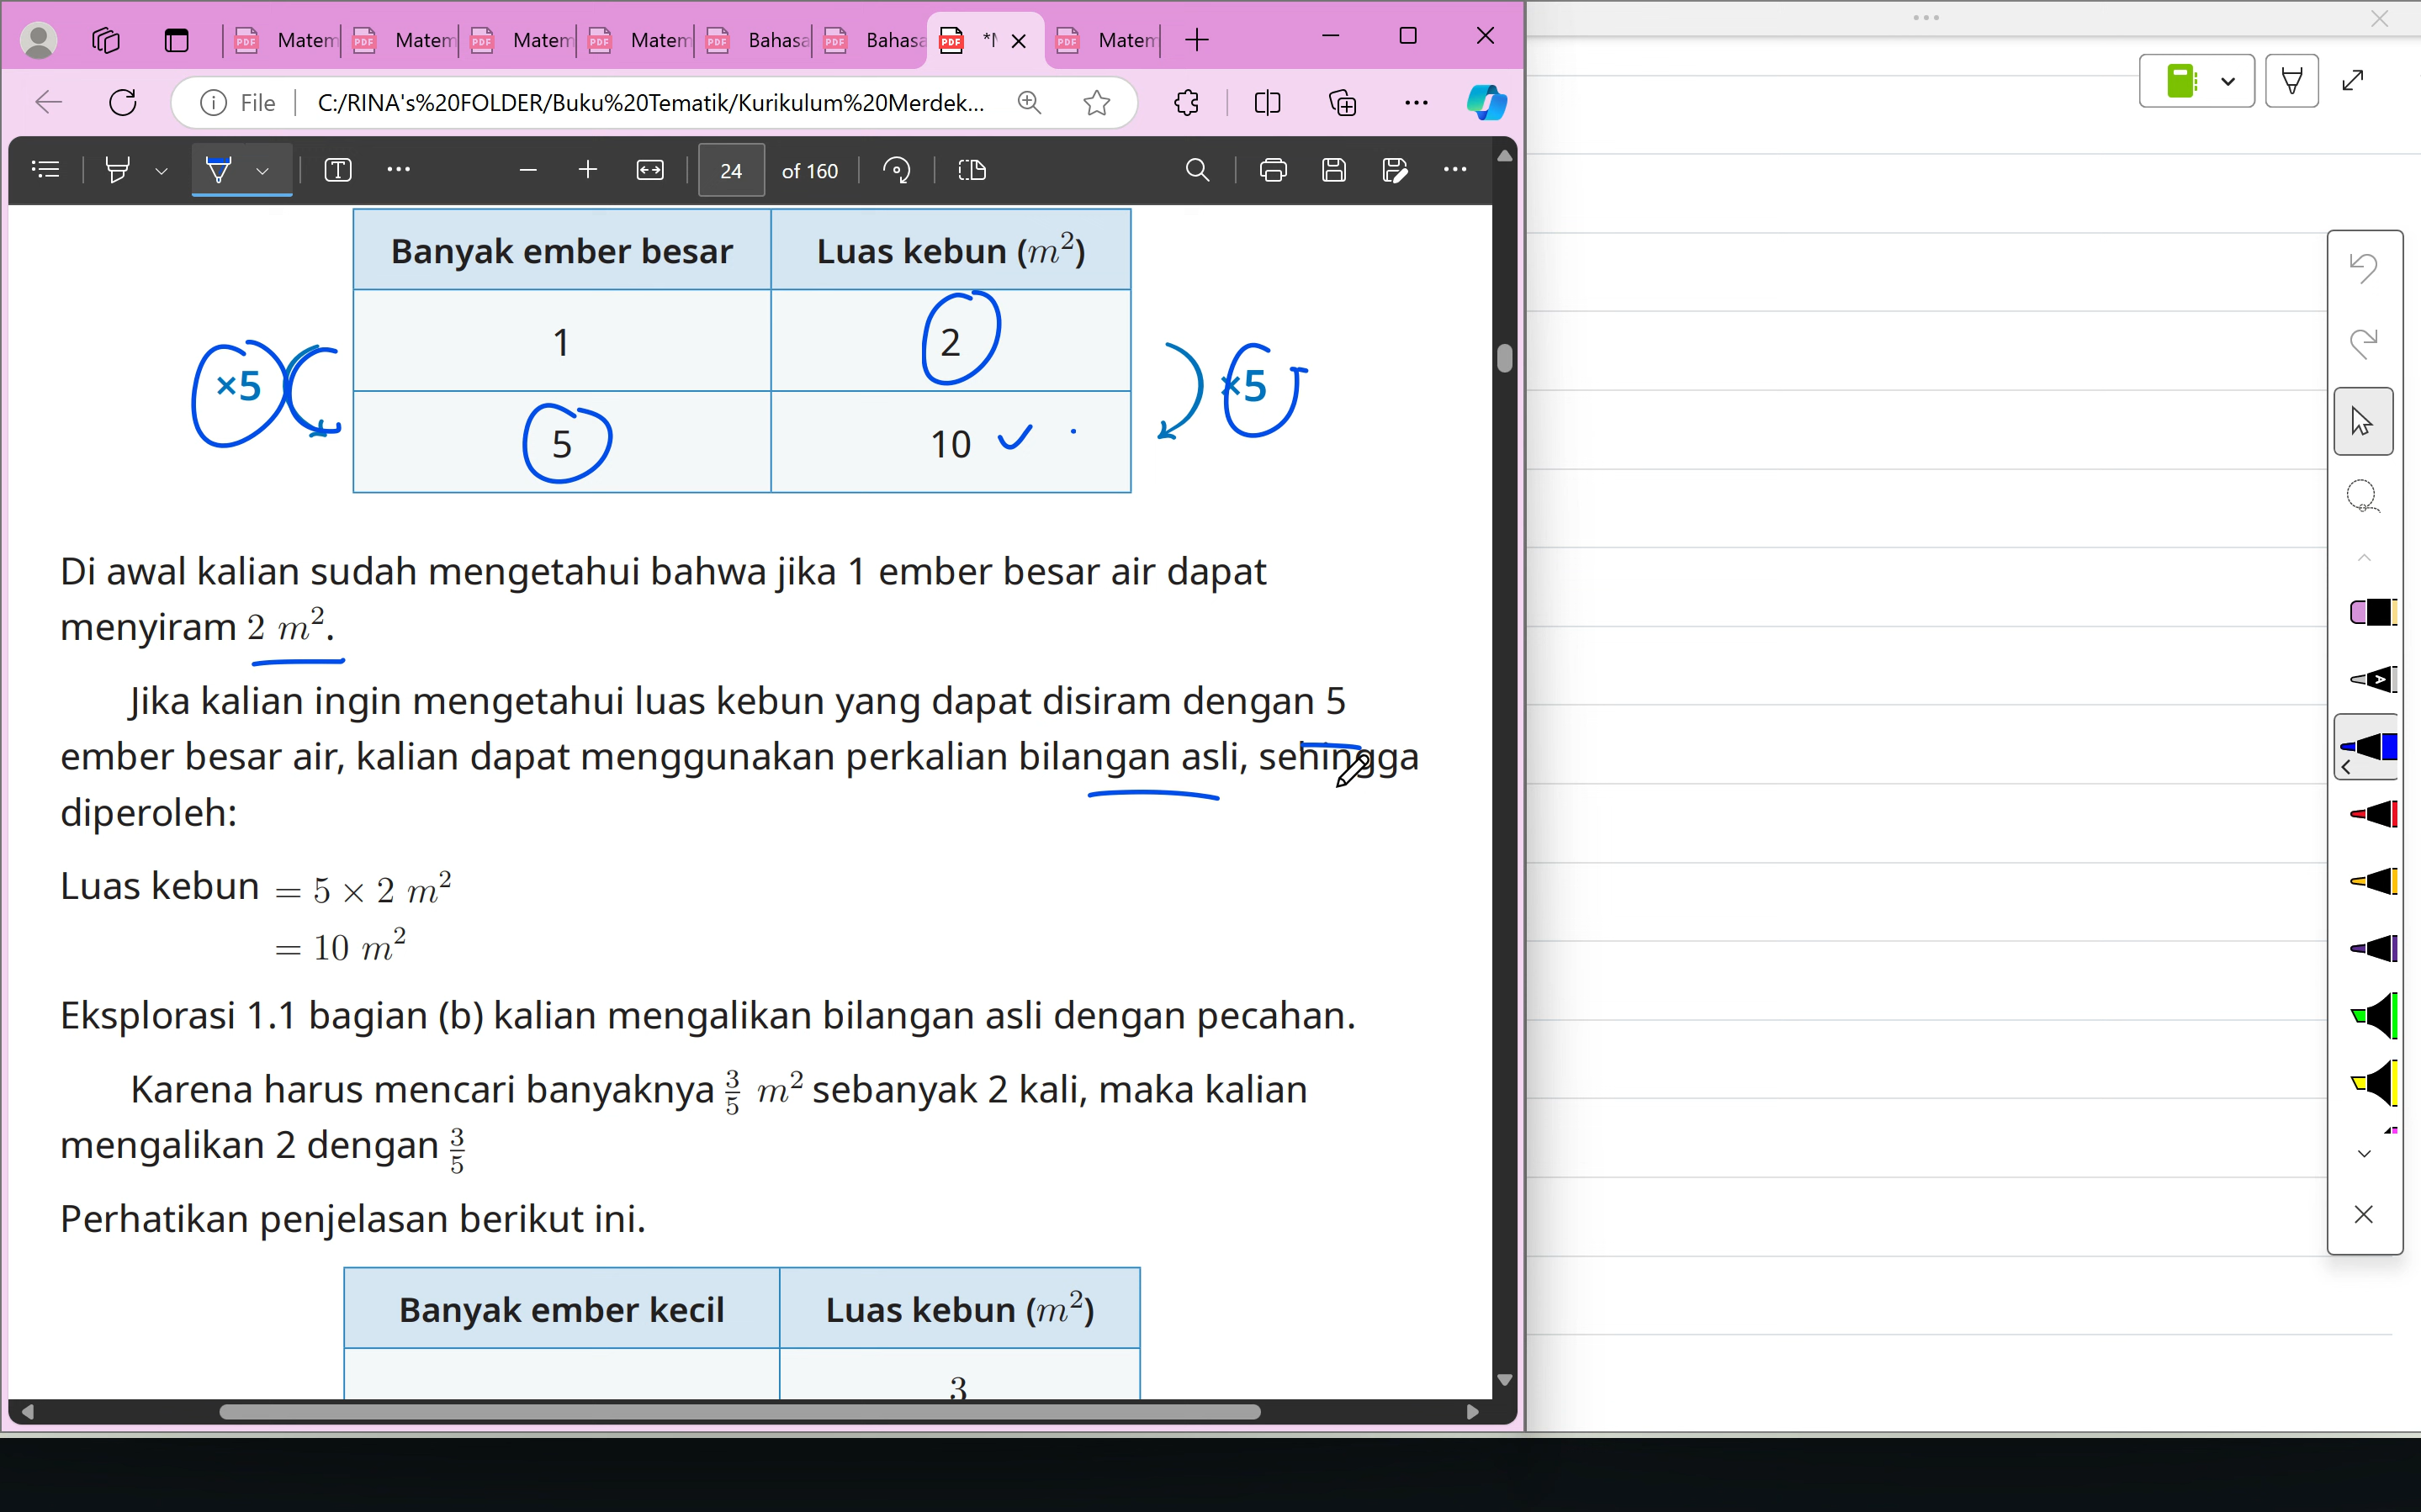 Matem
Matem
Matem
Matem
Bahasa
Bahasa
Matem
File
C:/RINA's%20FOLDER/Buku%20Tematik/Kurikulum%20Merdek...
24 of 160
Banyak ember besar Luas kebun (m²)
1 2
×5 ×5
5 10
Di awal kalian sudah mengetahui bahwa jika 1 ember besar air dapat
menyiram 2 m².
Jika kalian ingin mengetahui luas kebun yang dapat disiram dengan 5
ember besar air, kalian dapat menggunakan perkalian bilangan asli, sehingga
diperoleh:
Luas kebun = 5 × 2 m²
= 10 m²
Eksplorasi 1.1 bagian (b) kalian mengalikan bilangan asli dengan pecahan.
Karena harus mencari banyaknya 3/5 m² sebanyak 2 kali, maka kalian
mengalikan 2 dengan 3/5
Perhatikan penjelasan berikut ini.
Banyak ember kecil Luas kebun (m²)
3